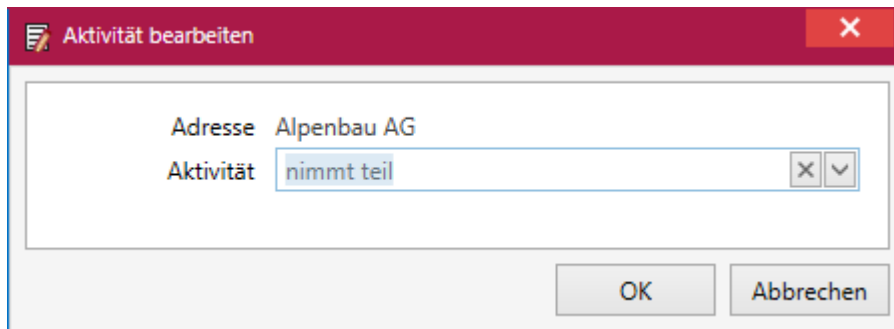 Aktivität bearbeiten
Adresse Alpenbau AG
Aktivität nimmt teil
OK Abbrechen